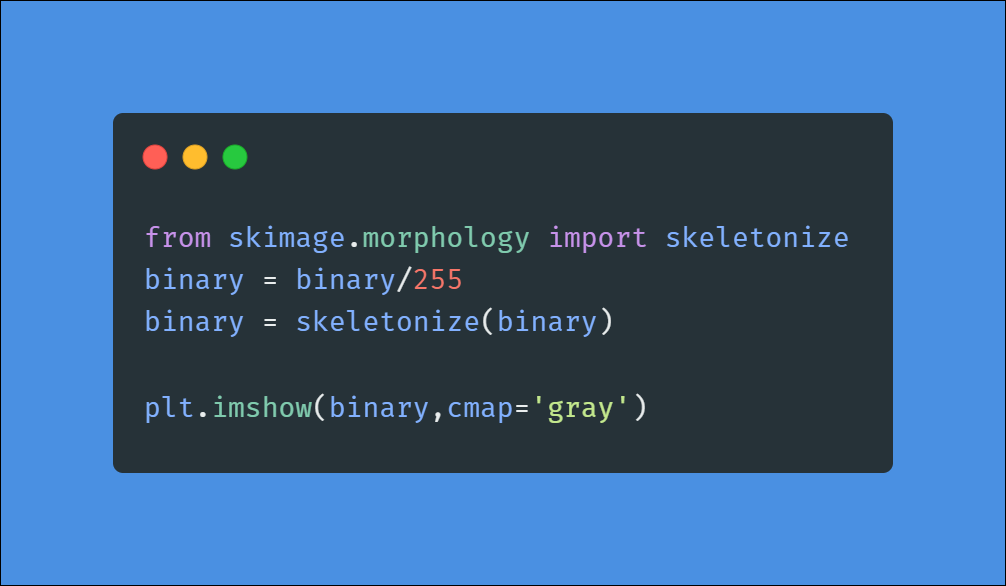 from skimage.morphology import skeletonize
binary = binary/255
binary = skeletonize(binary)
plt.imshow(binary,cmap='gray')